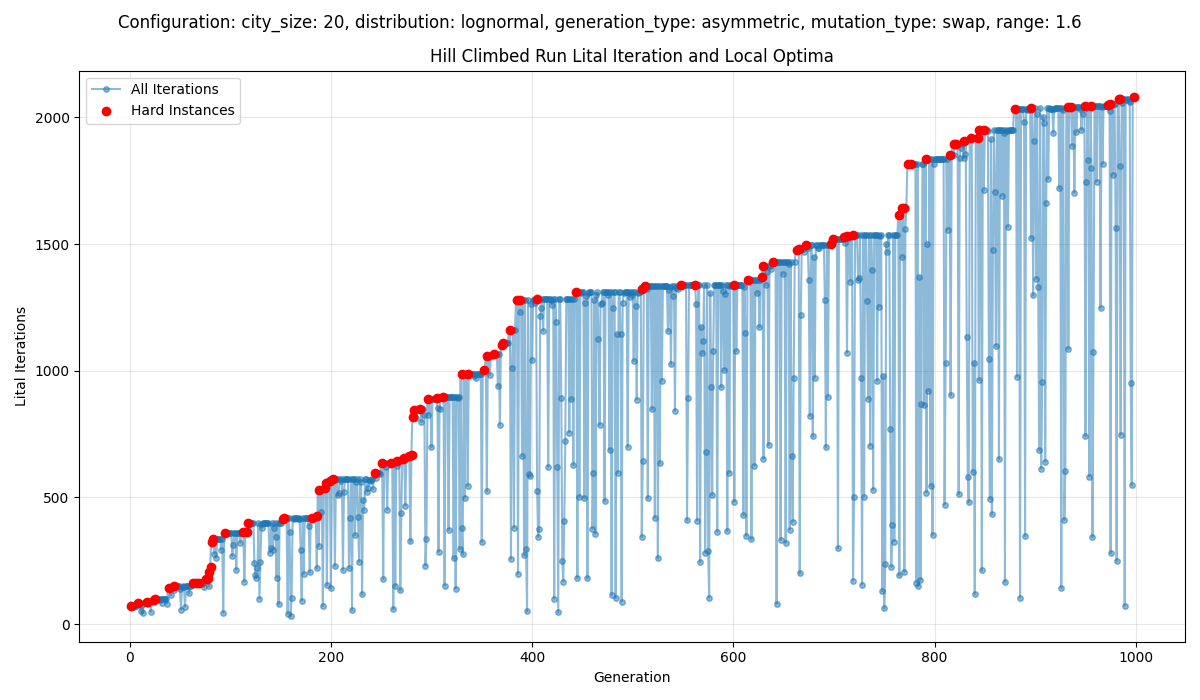 Configuration: city_size: 20, distribution: lognormal, generation_type: asymmetric, mutation_type: swap, range: 1.6
Hill Climbed Run Lital Iteration and Local Optima
All Iterations
Hard Instances
2000
1500
1000
500
0
Lital Iterations
0 200 400 600 800 1000
Generation